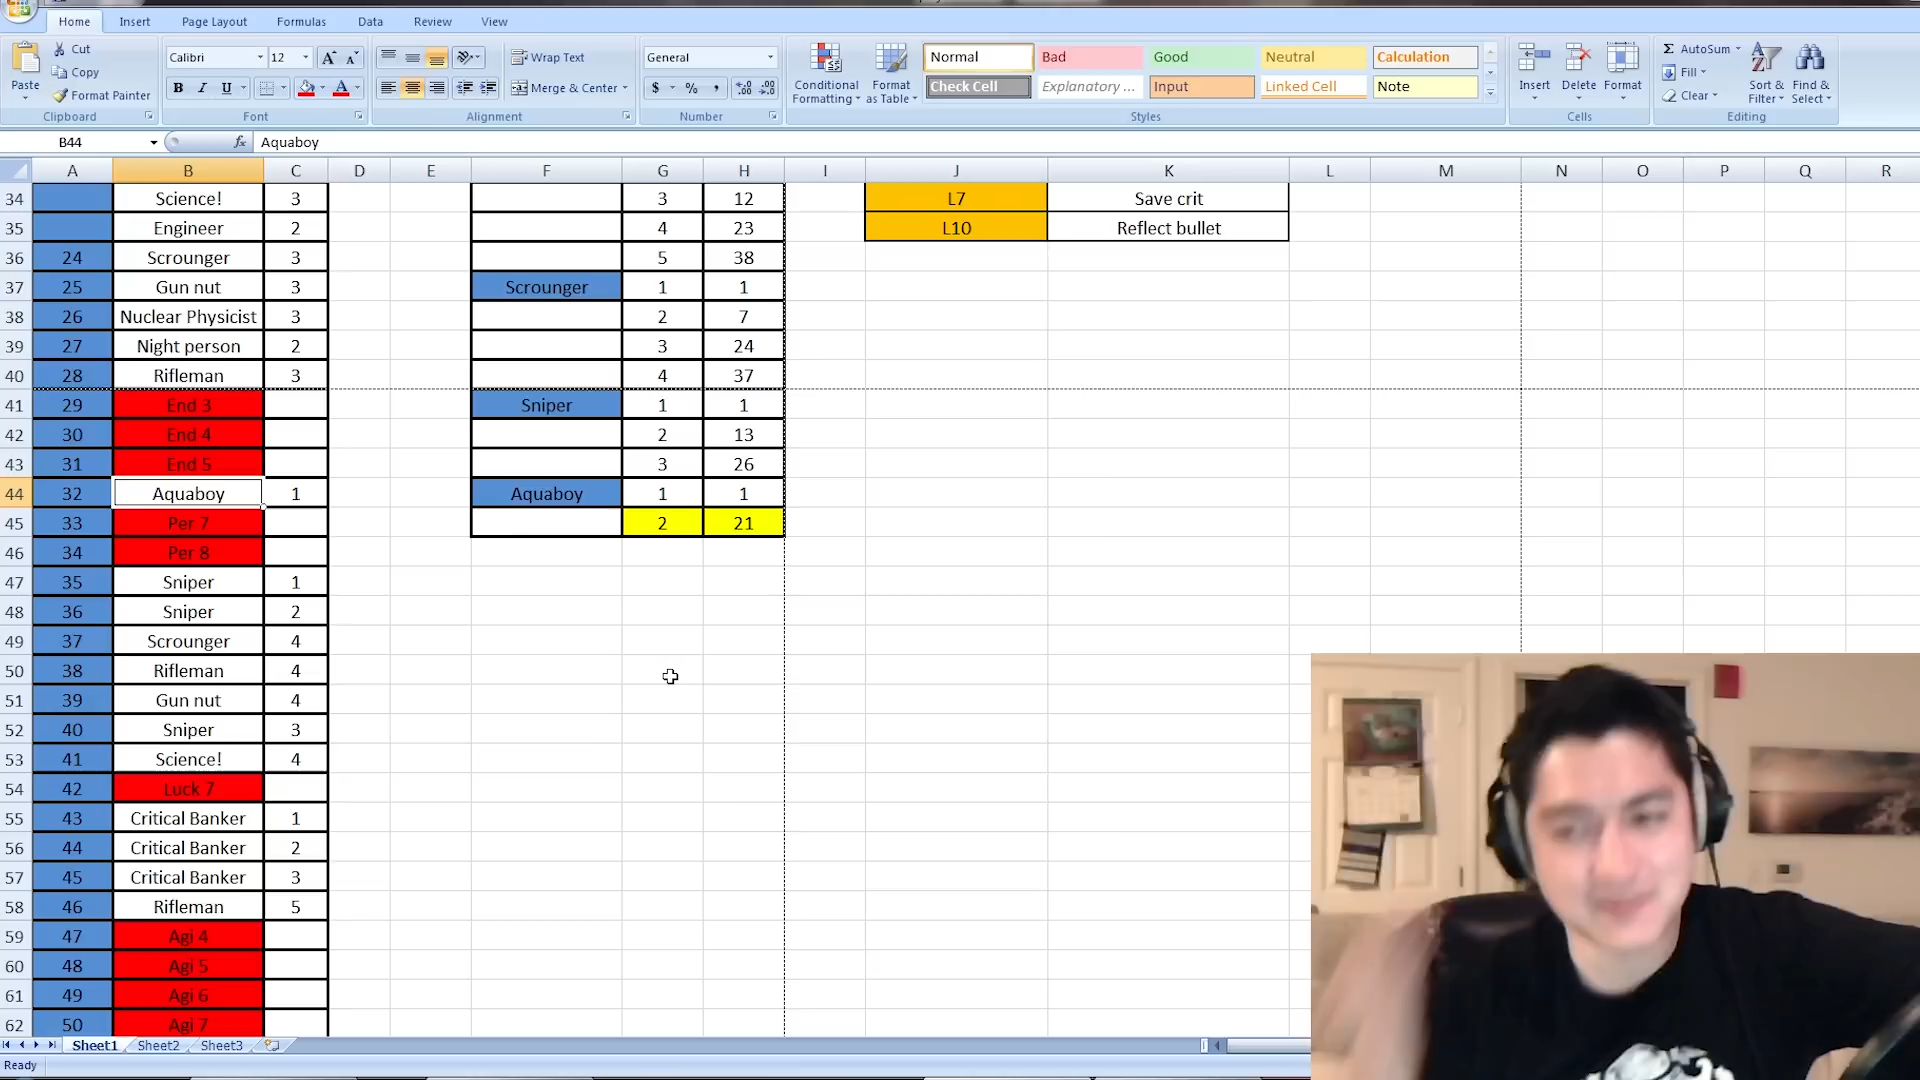 Home Insert Page Layout Formulas Data Review View
Paste Cut Copy Format Painter Clipboard
Calibri 12 A A B I U A Font
Wrap Text Merge & Center Alignment
General $ % , Number
Conditional Formatting Format as Table
Normal Bad Good Neutral Calculation
Check Cell Explanatory ... Input Linked Cell Note
Styles
Insert Delete Format Cells
Σ AutoSum Fill Clear Sort & Filter Find & Select Editing
B44 fx Aquaboy
A B C D E F G H I J K L M N O P Q R
34 Science! 3 3 12 L7 Save crit
35 Engineer 2 4 23 L10 Reflect bullet
36 24 Scrounger 3 5 38
37 25 Gun nut 3 Scrounger 1 1
38 26 Nuclear Physicist 3 2 7
39 27 Night person 2 3 24
40 28 Rifleman 3 4 37
41 29 End 3 Sniper 1 1
42 30 End 4 2 13
43 31 End 5 3 26
44 32 Aquaboy 1 Aquaboy 1 1
45 33 Per 7 2 21
46 34 Per 8
47 35 Sniper 1
48 36 Sniper 2
49 37 Scrounger 4
50 38 Rifleman 4
51 39 Gun nut 4
52 40 Sniper 3
53 41 Science! 4
54 42 Luck 7
55 43 Critical Banker 1
56 44 Critical Banker 2
57 45 Critical Banker 3
58 46 Rifleman 5
59 47 Agi 4
60 48 Agi 5
61 49 Agi 6
62 50 Agi 7
Sheet1 Sheet2 Sheet3
Ready